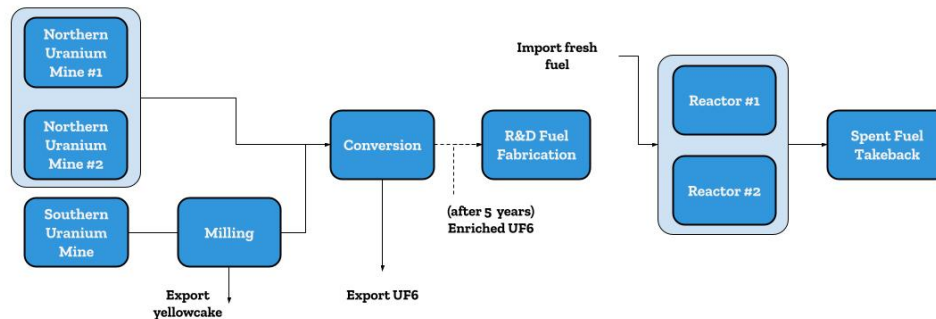 Northern
Uranium
Mine #1
Northern
Uranium
Mine #2
Southern
Uranium
Mine
Milling
Export
yellowcake
Conversion
Export UF6
(after 5 years)
Enriched UF6
R&D Fuel
Fabrication
Import fresh
fuel
Reactor #1
Reactor #2
Spent Fuel
Takeback